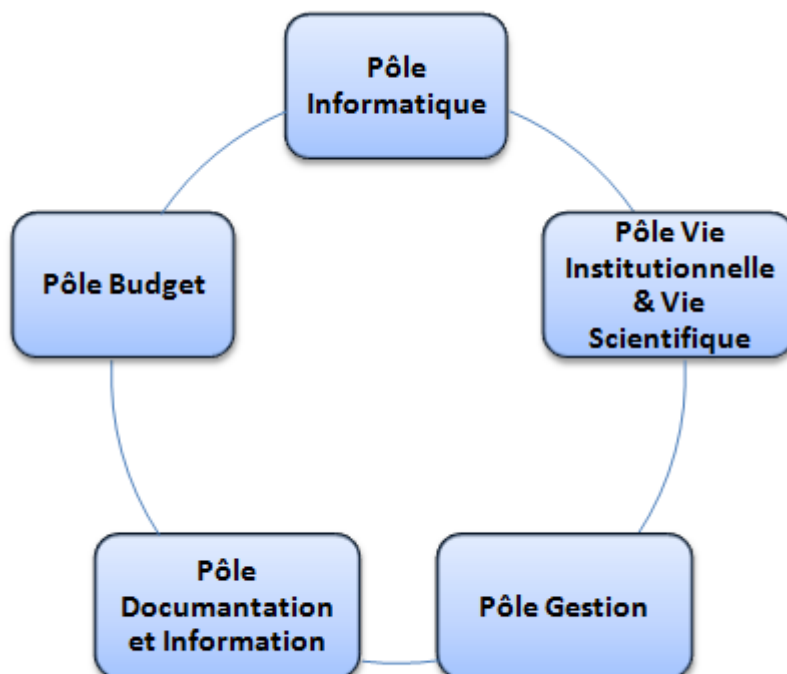 Pôle
Informatique
Pôle Vie
Institutionnelle
& Vie
Scientifique
Pôle Budget
Pôle
Documantation
et Information
Pôle Gestion